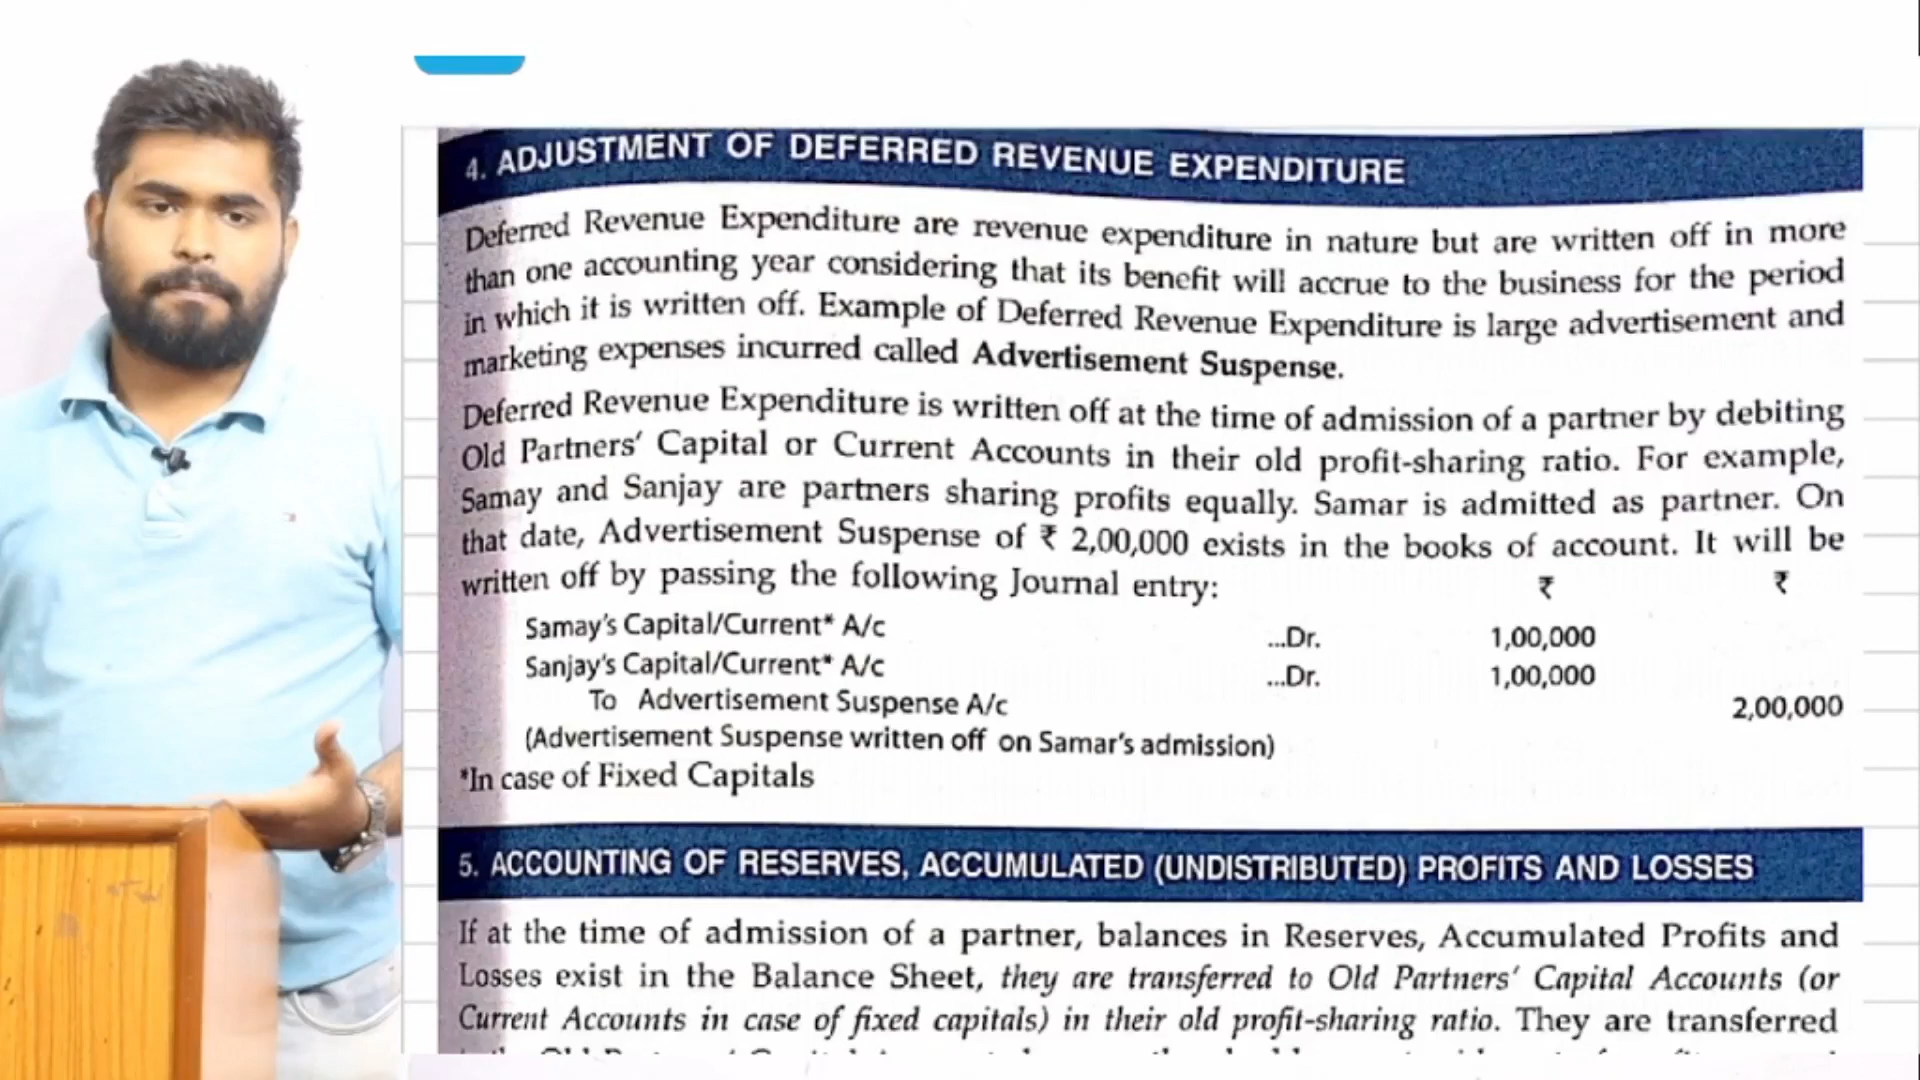 4. ADJUSTMENT OF DEFERRED REVENUE EXPENDITURE
Deferred Revenue Expenditure are revenue expenditure in nature but are written off in more
than one accounting year considering that its benefit will accrue to the business for the period
in which it is written off. Example of Deferred Revenue Expenditure is large advertisement and
marketing expenses incurred called Advertisement Suspense.
Deferred Revenue Expenditure is written off at the time of admission of a partner by debiting
Old Partners' Capital or Current Accounts in their old profit-sharing ratio. For example,
Samay and Sanjay are partners sharing profits equally. Samar is admitted as partner. On
that date, Advertisement Suspense of ₹ 2,00,000 exists in the books of account. It will be
written off by passing the following Journal entry: ₹ ₹
Samay's Capital/Current* A/c ...Dr. 1,00,000
Sanjay's Capital/Current* A/c ...Dr. 1,00,000
To Advertisement Suspense A/c 2,00,000
(Advertisement Suspense written off on Samar's admission)
*In case of Fixed Capitals
5. ACCOUNTING OF RESERVES, ACCUMULATED (UNDISTRIBUTED) PROFITS AND LOSSES
If at the time of admission of a partner, balances in Reserves, Accumulated Profits and
Losses exist in the Balance Sheet, they are transferred to Old Partners' Capital Accounts (or
Current Accounts in case of fixed capitals) in their old profit-sharing ratio. They are transferred